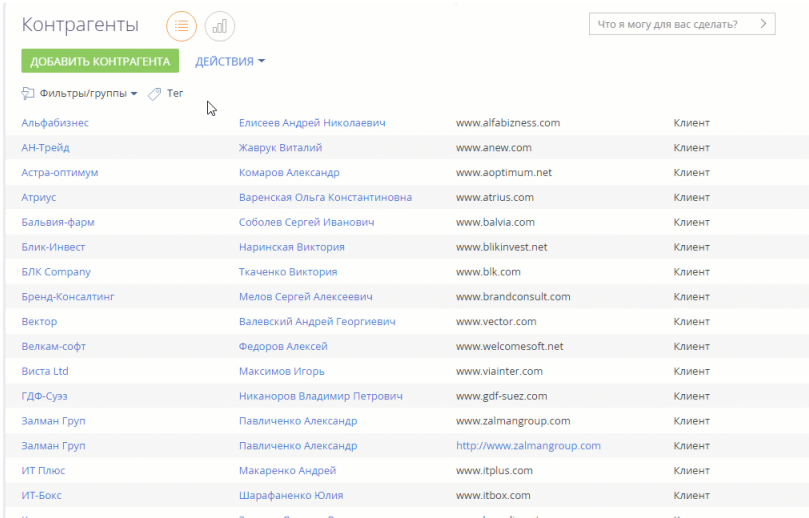 Контрагенты
Что я могу для вас сделать?
ДОБАВИТЬ КОНТРАГЕНТА ДЕЙСТВИЯ
Фильтры/группы Тег
Альфабизнес Елисеев Андрей Николаевич www.alfabizness.com Клиент
АН-Трейд Жаврук Виталий www.anew.com Клиент
Астра-оптимум Комаров Александр www.aoptimum.net Клиент
Атриус Варенская Ольга Константиновна www.atrius.com Клиент
Бальвия-фарм Соболев Сергей Иванович www.balvia.com Клиент
Блик-Инвест Наринская Виктория www.blikinvest.net Клиент
БЛК Company Ткаченко Виктория www.blk.com Клиент
Бренд-Консалтинг Мелов Сергей Алексеевич www.brandconsult.com Клиент
Вектор Валевский Андрей Георгиевич www.vector.com Клиент
Велкам-софт Федоров Алексей www.welcomesoft.net Клиент
Виста Ltd Максимов Игорь www.viainter.com Клиент
ГДФ-Суэз Никаноров Владимир Петрович www.gdf-suez.com Клиент
Залман Груп Павличенко Александр www.zalmangroup.com Клиент
Залман Груп Павличенко Александр http://www.zalmangroup.com Клиент
ИТ Плюс Макаренко Андрей www.itplus.com Клиент
ИТ-Бокс Шарафаненко Юлия www.itbox.com Клиент